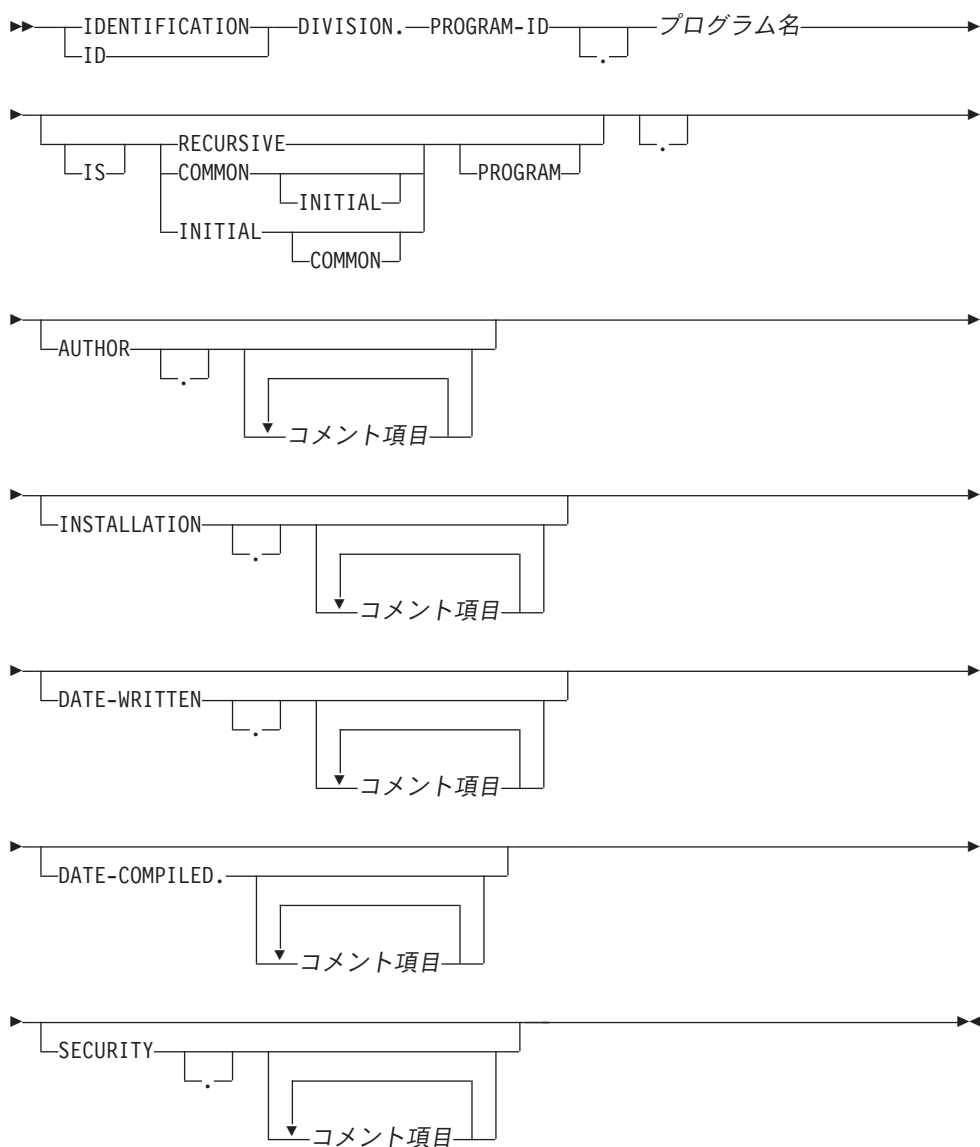 IDENTIFICATION DIVISION. PROGRAM-ID プログラム名
ID .
RECURSIVE .
IS COMMON PROGRAM
INITIAL
INITIAL
COMMON
AUTHOR
.
コメント項目
INSTALLATION
.
コメント項目
DATE-WRITTEN
.
コメント項目
DATE-COMPILED.
コメント項目
SECURITY
.
コメント項目